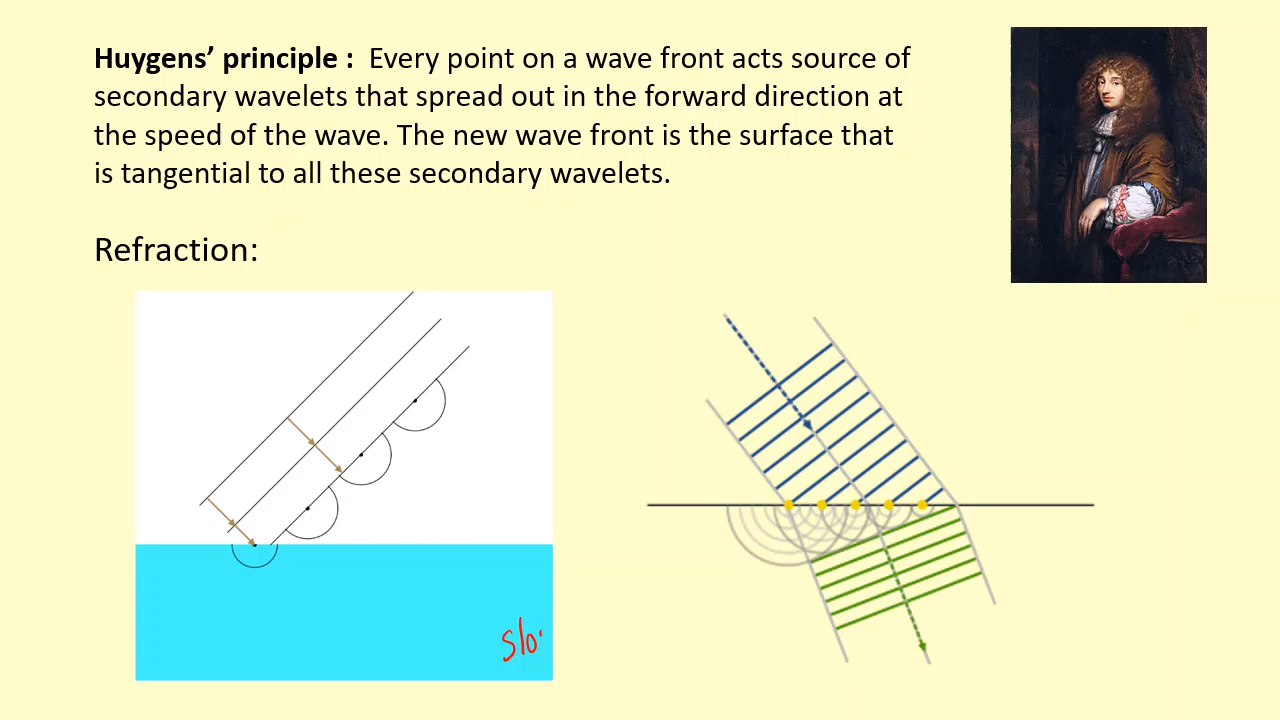 Huygens’ principle : Every point on a wave front acts source of
secondary wavelets that spread out in the forward direction at
the speed of the wave. The new wave front is the surface that
is tangential to all these secondary wavelets.
Refraction:
slo